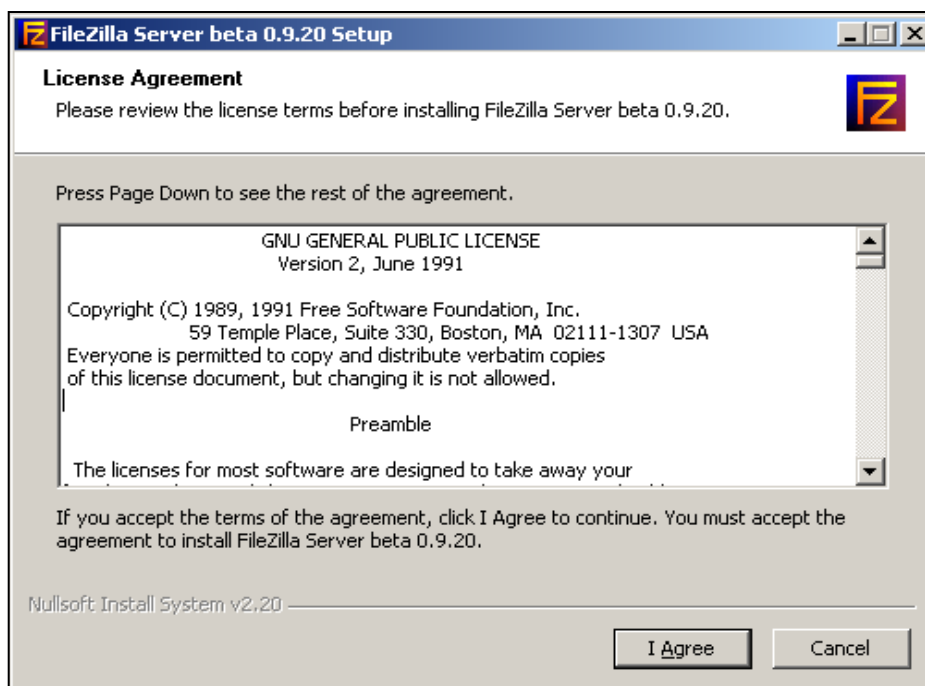 FileZilla Server beta 0.9.20 Setup
License Agreement
Please review the license terms before installing FileZilla Server beta 0.9.20.
FZ
Press Page Down to see the rest of the agreement.
GNU GENERAL PUBLIC LICENSE
Version 2, June 1991
Copyright (C) 1989, 1991 Free Software Foundation, Inc.
59 Temple Place, Suite 330, Boston, MA  02111-1307  USA
Everyone is permitted to copy and distribute verbatim copies
of this license document, but changing it is not allowed.
Preamble
The licenses for most software are designed to take away your
If you accept the terms of the agreement, click I Agree to continue. You must accept the
agreement to install FileZilla Server beta 0.9.20.
Nullsoft Install System v2.20
I Agree
Cancel